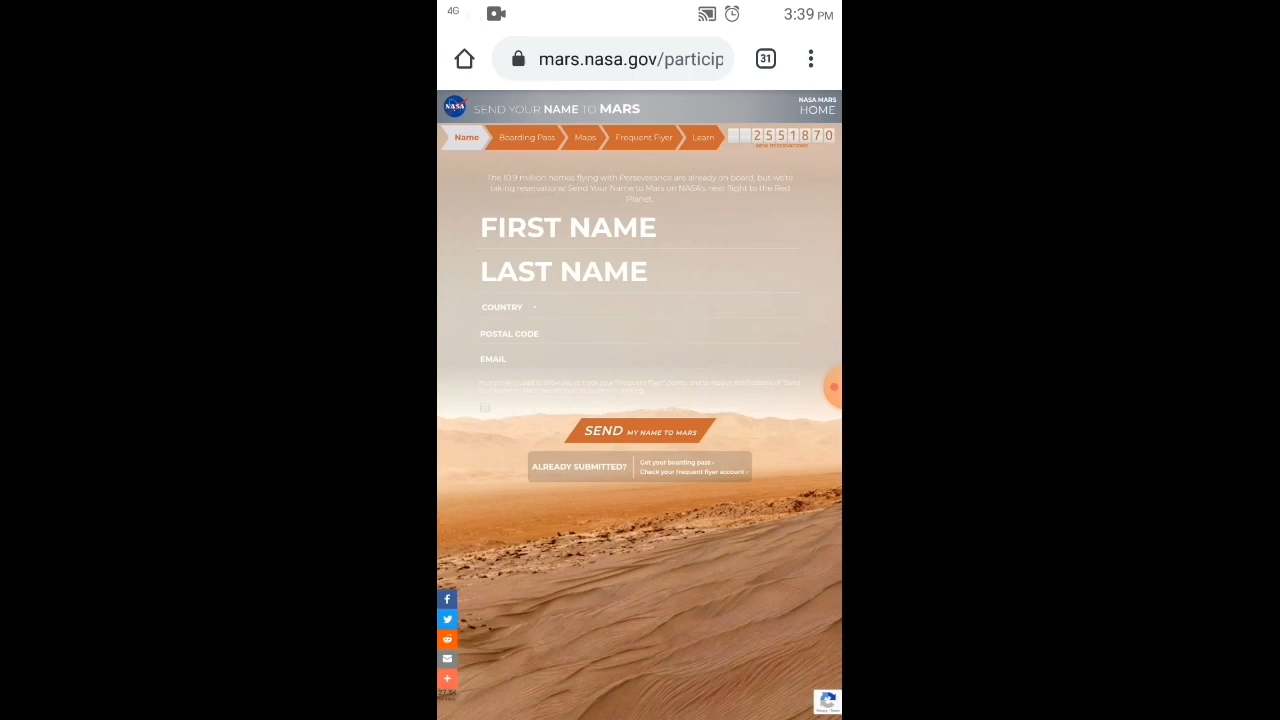 4G
3:39 PM
mars.nasa.gov/particip
31
NASA
SEND YOUR NAME TO MARS
NASA MARS
HOME
Name
Boarding Pass
Maps
Frequent Flyer
Learn
2551870
NEW RESERVATIONS
The 10.9 million names flying with Perseverance are already on board, but we're
taking reservations! Send Your Name to Mars on NASA's next flight to the Red
Planet.
FIRST NAME
LAST NAME
COUNTRY
POSTAL CODE
EMAIL
SEND MY NAME TO MARS
ALREADY SUBMITTED?
Get your boarding pass ›
Check your frequent flyer account ›